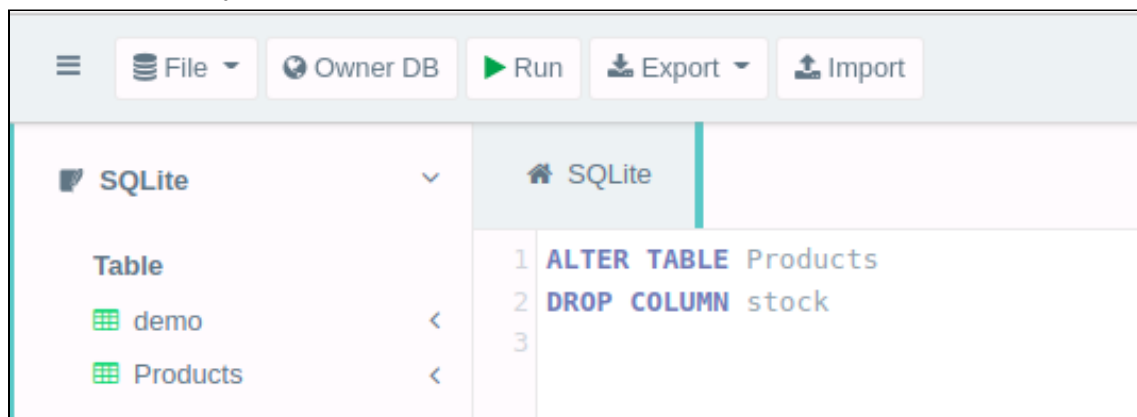 File Owner DB Run Export Import
SQLite
SQLite
Table
demo
Products
1 ALTER TABLE Products
2 DROP COLUMN stock
3